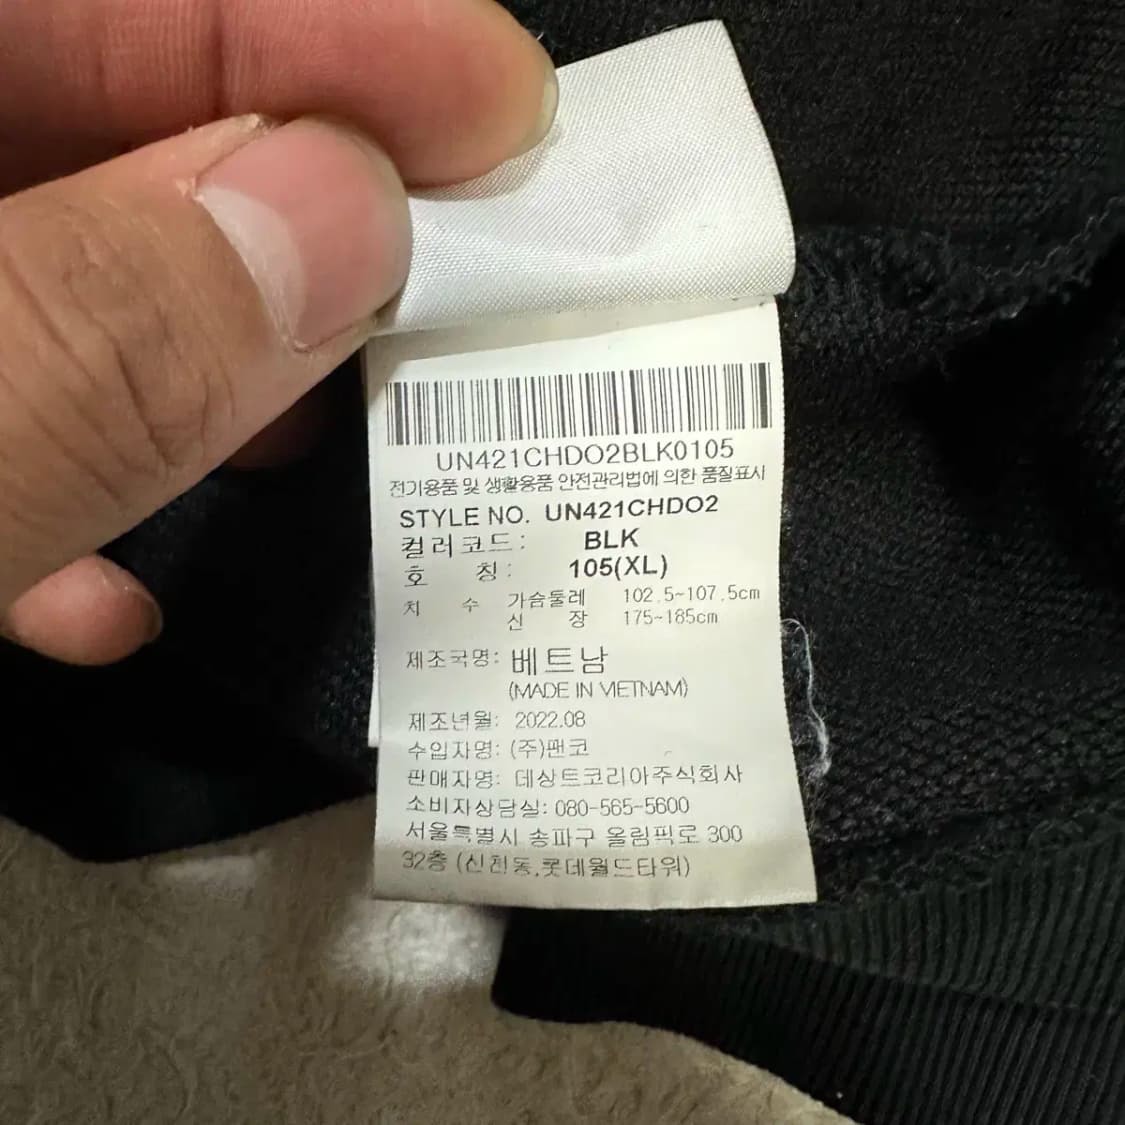 UN421CHDO2BLK0105
전기용품 및 생활용품 안전관리법에 의한 품질표시
STYLE NO. UN421CHDO2
컬러코드: BLK
호 칭: 105(XL)
치 수 가슴둘레 102.5~107.5cm
신 장 175~185cm
제조국명: 베트남
(MADE IN VIETNAM)
제조년월: 2022.08
수입자명: (주)팬코
판매자명: 데상트코리아주식회사
소비자상담실: 080-565-5600
서울특별시 송파구 올림픽로 300
32층 (신천동,롯데월드타워)